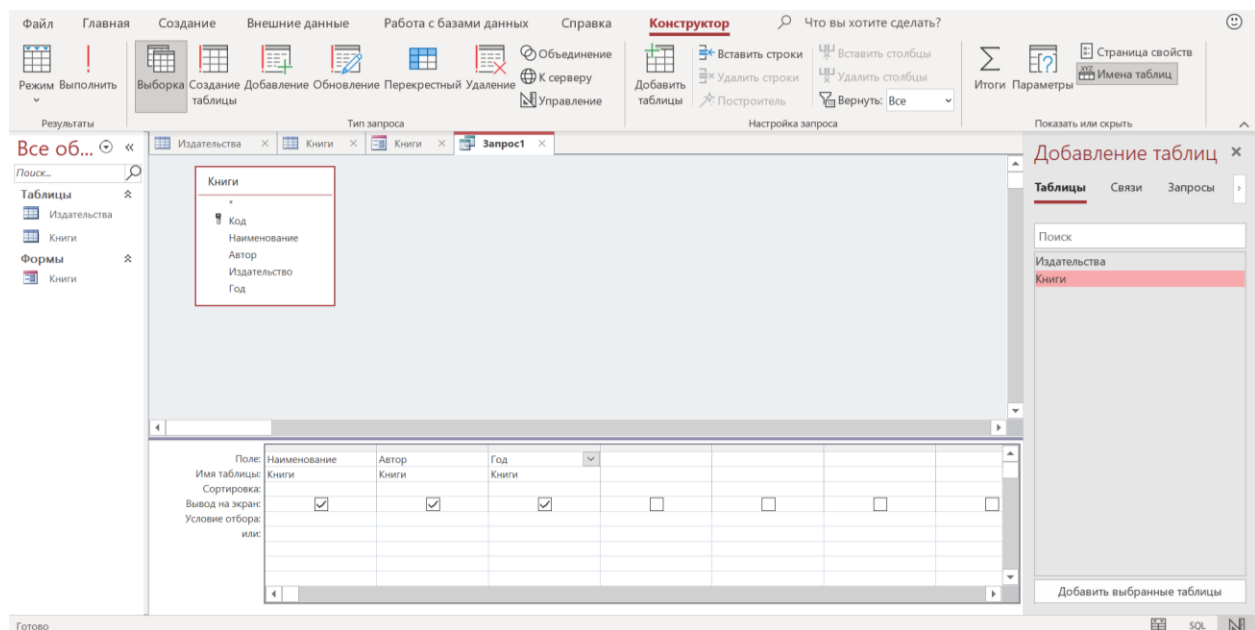 Файл Главная Создание Внешние данные Работа с базами данных Справка Конструктор Что вы хотите сделать?
Режим Выполнить
Результаты
Выборка Создание таблицы Добавление Обновление Перекрестный Удаление
Объединение
К серверу
Управление
Тип запроса
Добавить таблицы
Вставить строки
Удалить строки
Построитель
Вставить столбцы
Удалить столбцы
Вернуть: Все
Настройка запроса
Итоги Параметры
Страница свойств
XYZ Имена таблиц
Показать или скрыть
Все об...
Поиск...
Таблицы
Издательства
Книги
Формы
Книги
Издательства Книги Книги Запрос1
Книги
*
Код
Наименование
Автор
Издательство
Год
Поле: Наименование Автор Год
Имя таблицы: Книги Книги Книги
Сортировка:
Вывод на экран:
Условие отбора:
или:
Добавление таблиц
Таблицы Связи Запросы
Поиск
Издательства
Книги
Добавить выбранные таблицы
Готово SQL